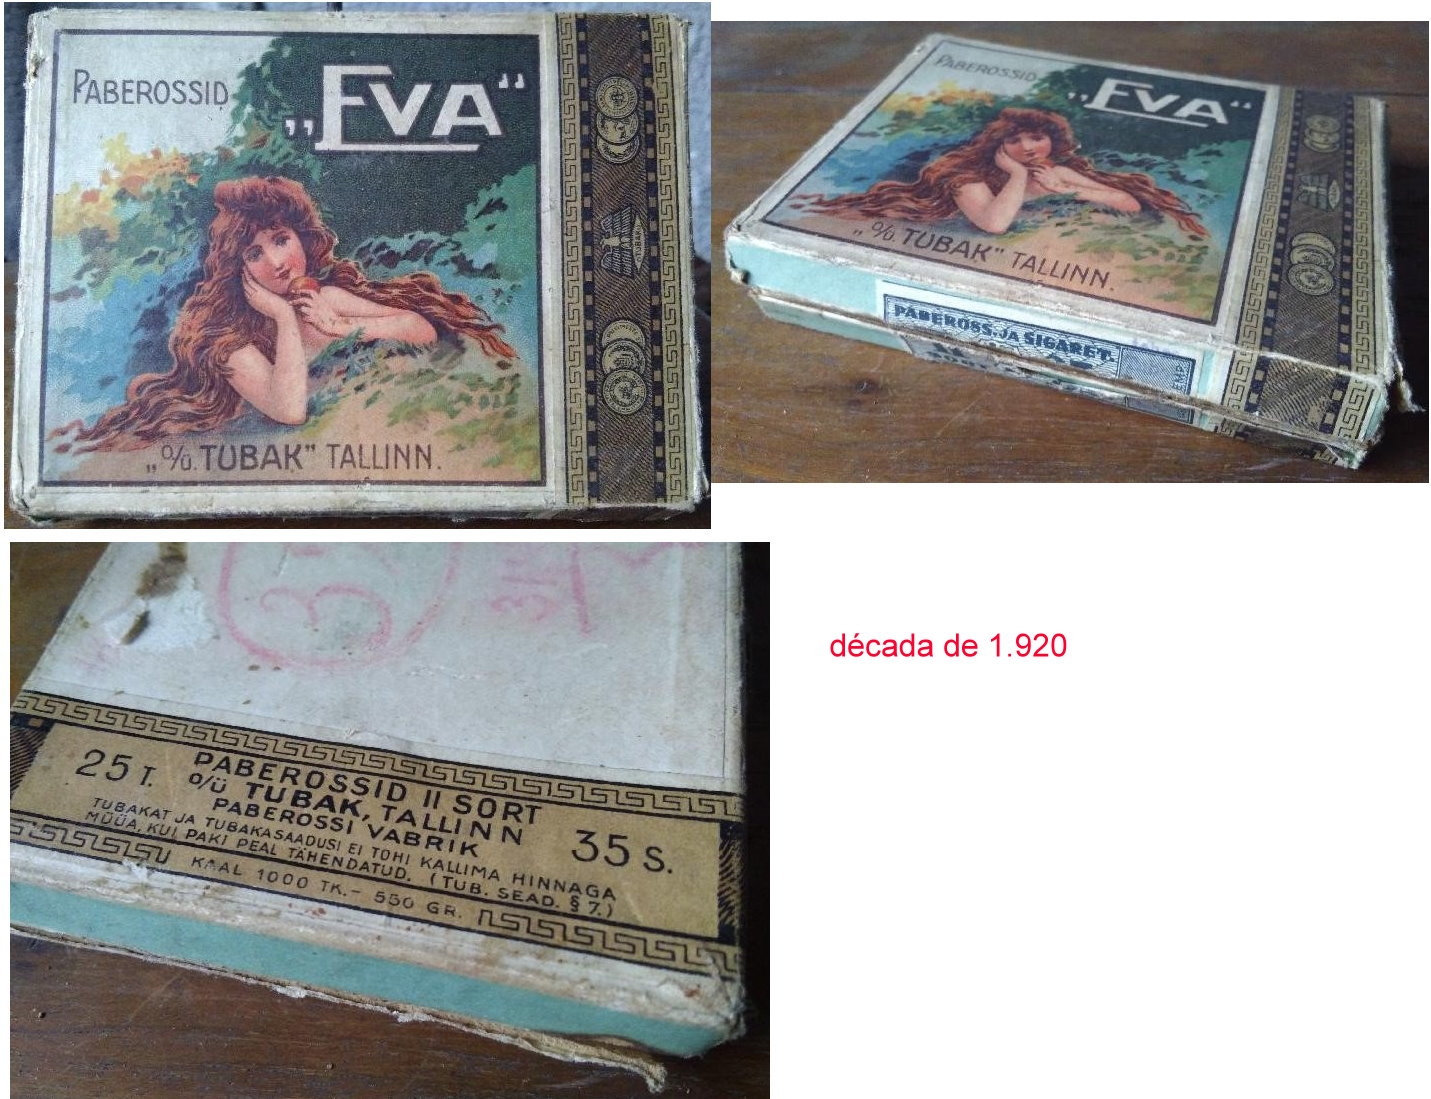 PABEROSSID
„EVA“
„O/Ü. TUBAK” TALLINN.
PABEROSSID
„EVA“
„O/Ü. TUBAK” TALLINN.
PABEROSS. JA SIGARET.
25 T.
PABEROSSID II SORT
O/Ü TUBAK, TALLINN
PABEROSSI VABRIK
35 S.
TUBAKAT JA TUBAKASAADUSI EI TOHI KALLIMA HINNAGA
MÜÜA, KUI PAKI PEAL TÄHENDATUD. (TUB. SEAD. § 7.)
KAAL 1000 TK.– 550 GR.
década de 1.920